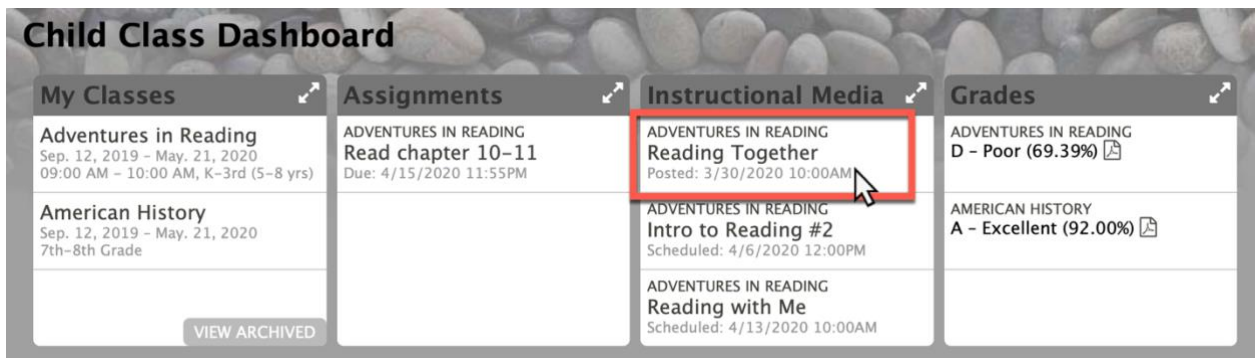 Child Class Dashboard
My Classes
Adventures in Reading
Sep. 12, 2019 - May. 21, 2020
09:00 AM - 10:00 AM, K-3rd (5-8 yrs)
American History
Sep. 12, 2019 - May. 21, 2020
7th-8th Grade
VIEW ARCHIVED
Assignments
ADVENTURES IN READING
Read chapter 10-11
Due: 4/15/2020 11:55PM
Instructional Media
ADVENTURES IN READING
Reading Together
Posted: 3/30/2020 10:00AM
ADVENTURES IN READING
Intro to Reading #2
Scheduled: 4/6/2020 12:00PM
ADVENTURES IN READING
Reading with Me
Scheduled: 4/13/2020 10:00AM
Grades
ADVENTURES IN READING
D - Poor (69.39%)
AMERICAN HISTORY
A - Excellent (92.00%)